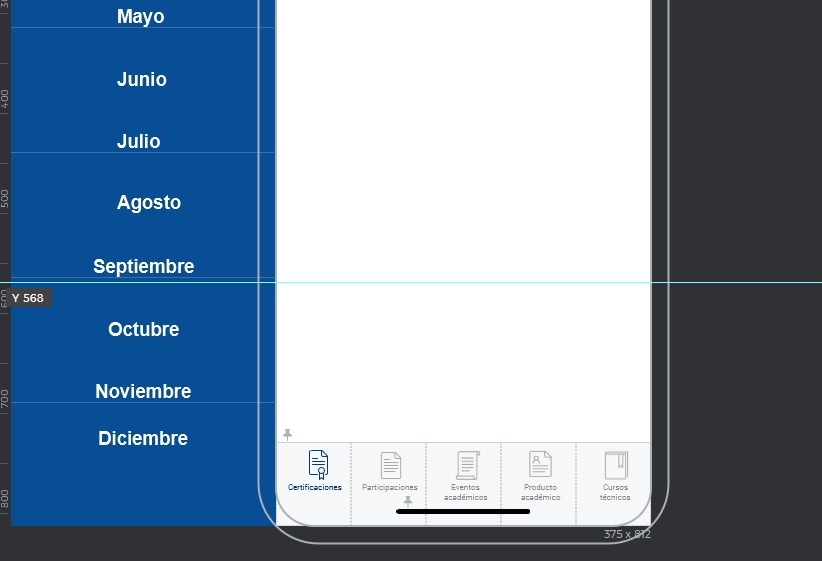 Mayo
Junio
400
Julio
Agosto
500
Septiembre
Y 568
600
Octubre
Noviembre
700
Diciembre
Certificaciones
Participaciones
Eventos
académicos
Producto
académico
Cursos
técnicos
800
375 x 812